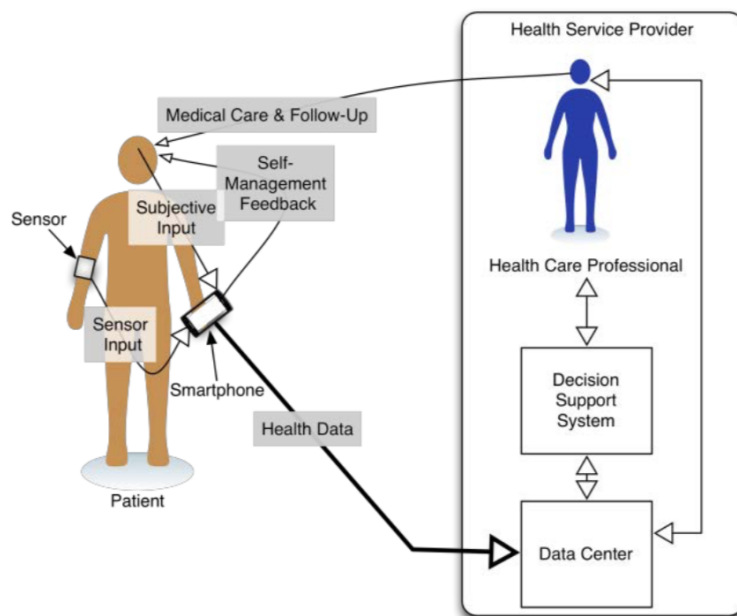 Health Service Provider
Medical Care & Follow-Up
Self-
Management
Feedback
Subjective
Input
Sensor
Health Care Professional
Sensor
Input
Smartphone
Decision
Support
System
Health Data
Patient
Data Center